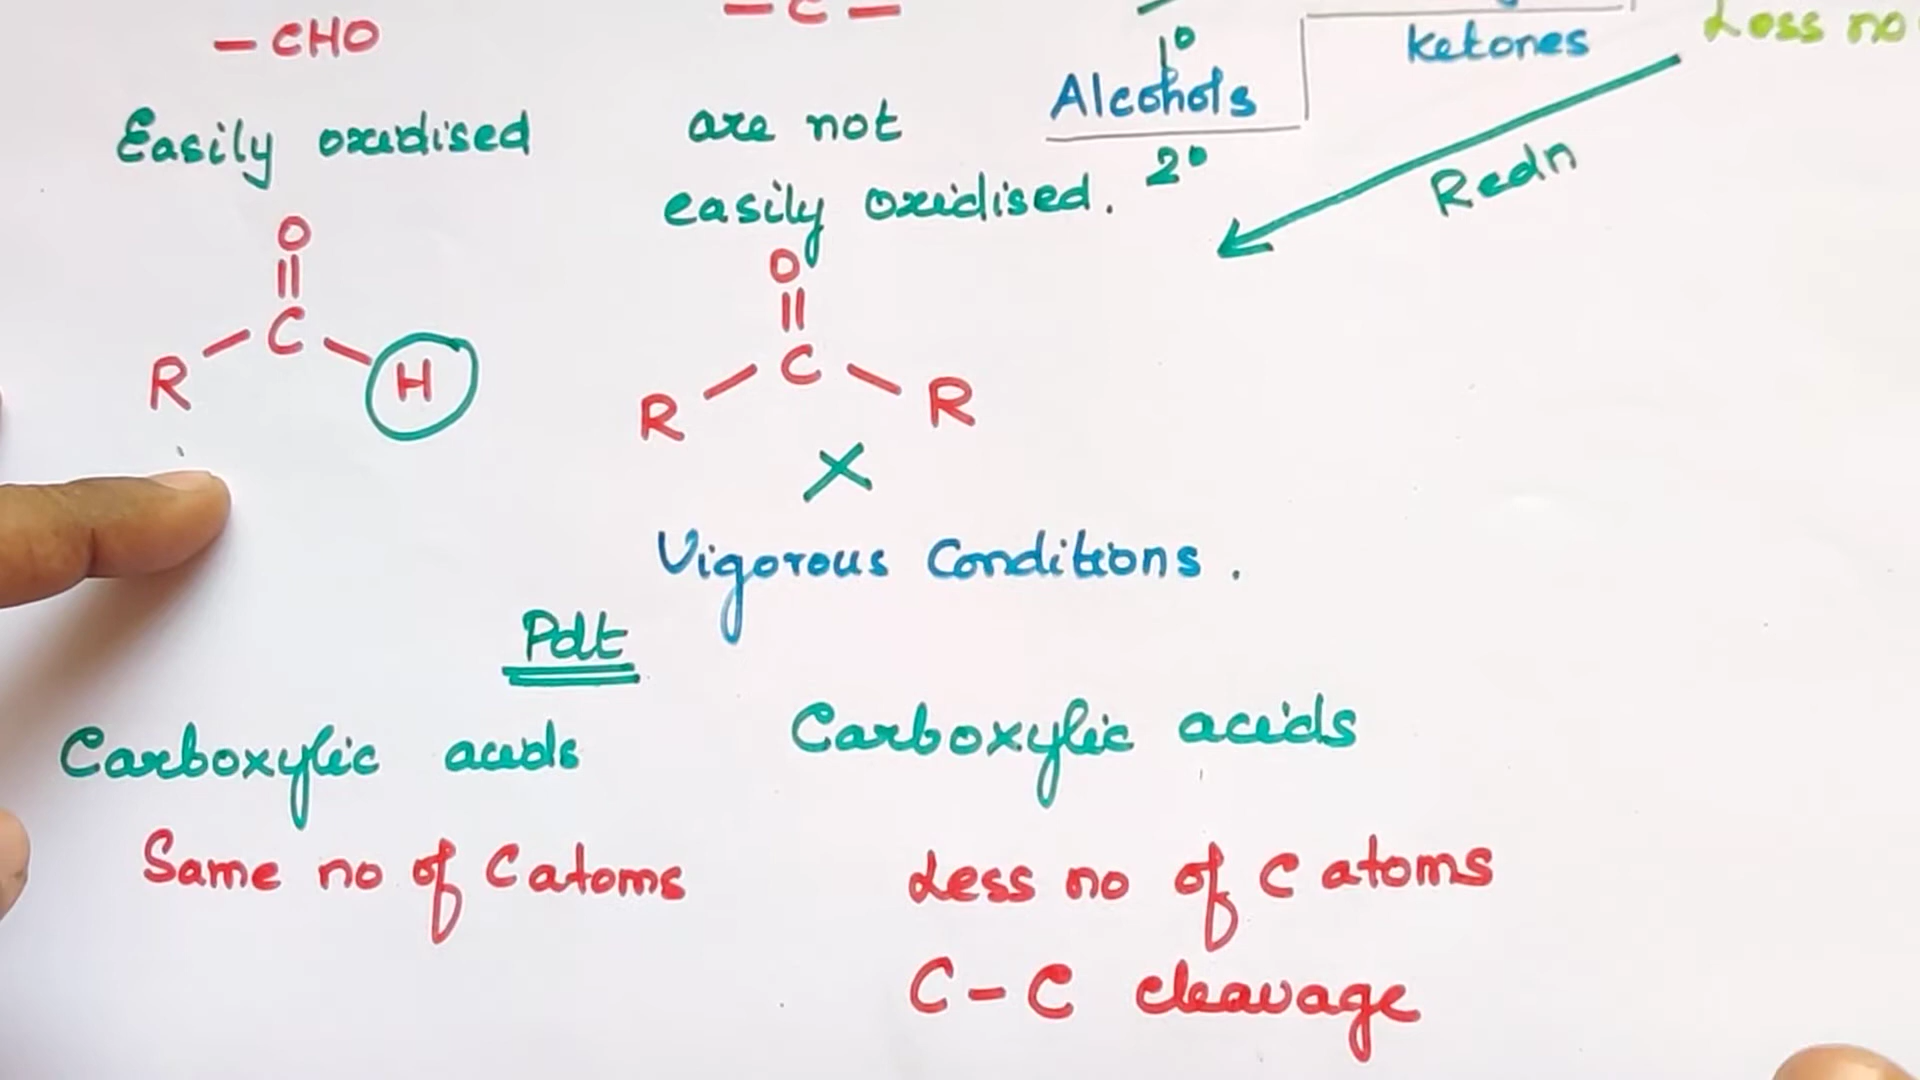 – CHO
– C –
1°
Alcohols
2°
ketones
Less no
Redn
Easily oxidised
are not
easily oxidised.
O
||
R – C – H
O
||
R – C – R
X
Vigorous Conditions.
Pdt
Carboxylic acids
Same no of C atoms
Carboxylic acids
Less no of C atoms
C – C cleavage